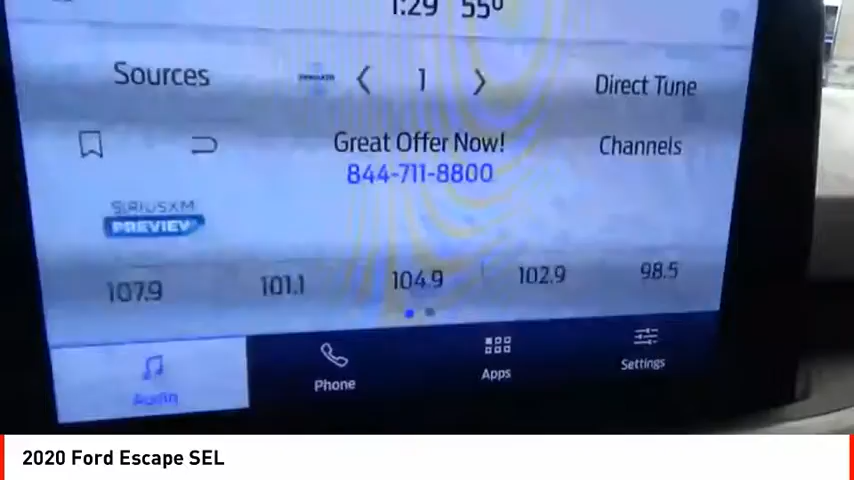 1:29 55°
Sources 1 Direct Tune
Great Offer Now! Channels
844-711-8800
SIRIUSXM
PREVIEW
107.9 101.1 104.9 102.9 98.5
Audio Phone Apps Settings
2020 Ford Escape SEL